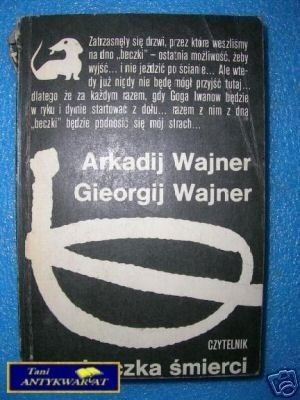 Zatrzasnęły się drzwi, przez które weszliśmy
na dno „beczki” – ostatnia możliwość, żeby
wyjść... i nie jeździć po ścianie... Ale wte-
dy już nigdy nie będę mógł przyjść tutaj...
dlatego że za każdym razem, gdy Goga Iwanow będzie
w ryku i dymie startować z dołu... razem z nim z dna
„beczki” będzie podnosić się mój strach...
Arkadij Wajner
Gieorgij Wajner
CZYTELNIK
śmierci
Tani
ANTYKWARIAT